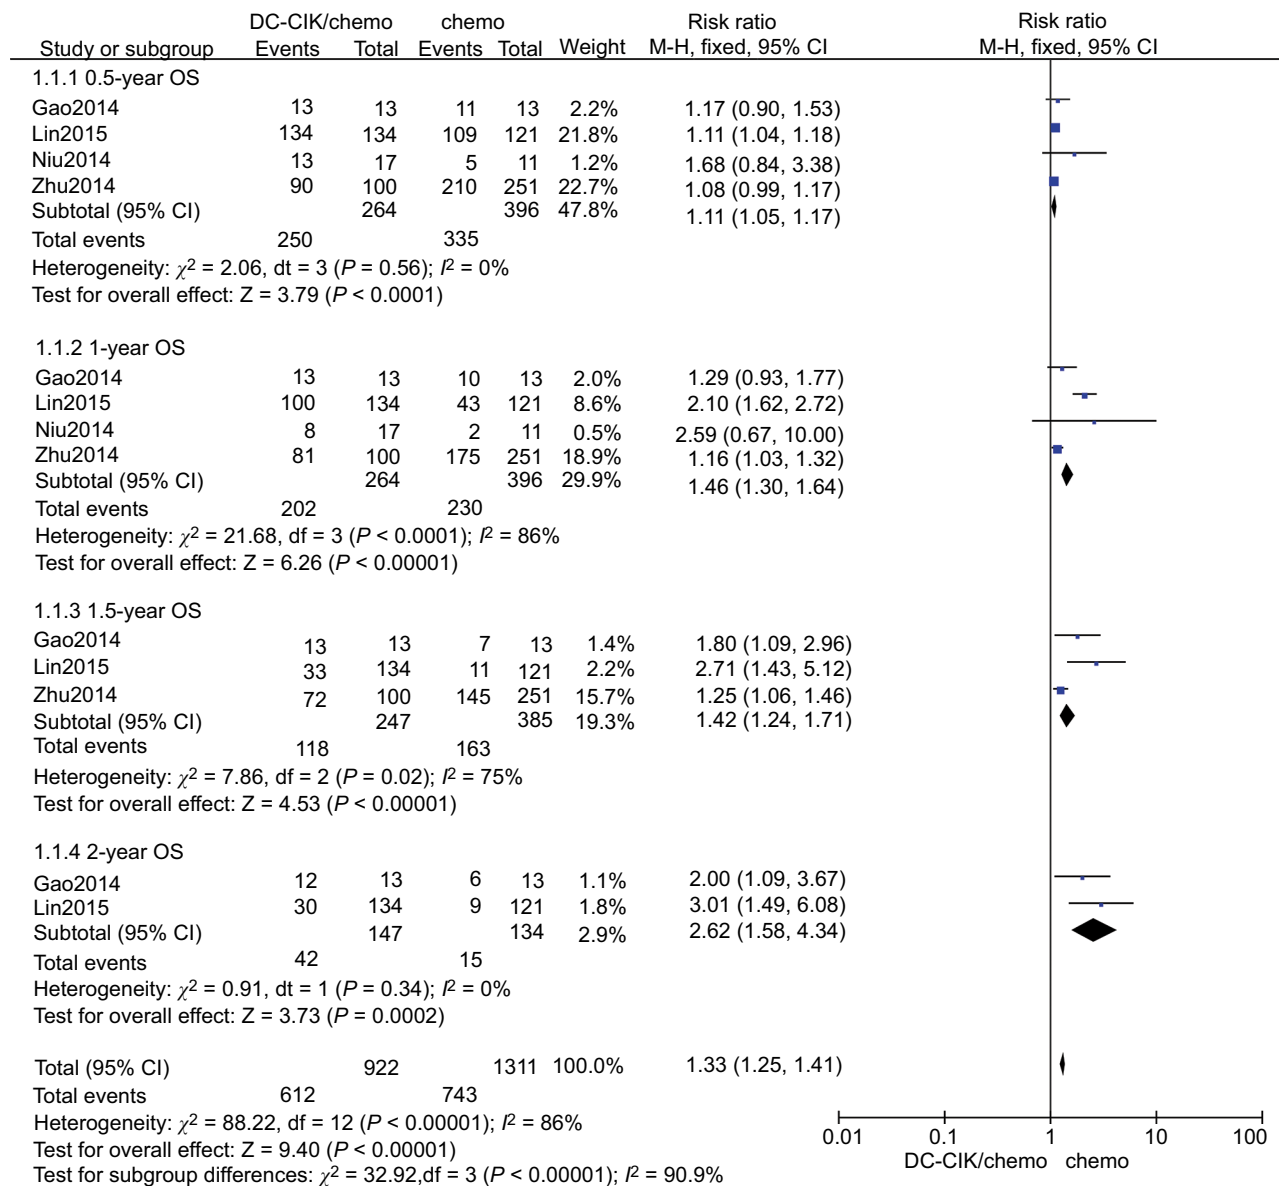 DC-CIK/chemo chemo Risk ratio Risk ratio
Study or subgroup Events Total Events Total Weight M-H, fixed, 95% CI M-H, fixed, 95% CI
1.1.1 0.5-year OS
Gao2014 13 13 11 13 2.2% 1.17 (0.90, 1.53)
Lin2015 134 134 109 121 21.8% 1.11 (1.04, 1.18)
Niu2014 13 17 5 11 1.2% 1.68 (0.84, 3.38)
Zhu2014 90 100 210 251 22.7% 1.08 (0.99, 1.17)
Subtotal (95% CI) 264 396 47.8% 1.11 (1.05, 1.17)
Total events 250 335
Heterogeneity: χ2 = 2.06, dt = 3 (P = 0.56); I2 = 0%
Test for overall effect: Z = 3.79 (P < 0.0001)
1.1.2 1-year OS
Gao2014 13 13 10 13 2.0% 1.29 (0.93, 1.77)
Lin2015 100 134 43 121 8.6% 2.10 (1.62, 2.72)
Niu2014 8 17 2 11 0.5% 2.59 (0.67, 10.00)
Zhu2014 81 100 175 251 18.9% 1.16 (1.03, 1.32)
Subtotal (95% CI) 264 396 29.9% 1.46 (1.30, 1.64)
Total events 202 230
Heterogeneity: χ2 = 21.68, df = 3 (P < 0.0001); I2 = 86%
Test for overall effect: Z = 6.26 (P < 0.00001)
1.1.3 1.5-year OS
Gao2014 13 13 7 13 1.4% 1.80 (1.09, 2.96)
Lin2015 33 134 11 121 2.2% 2.71 (1.43, 5.12)
Zhu2014 72 100 145 251 15.7% 1.25 (1.06, 1.46)
Subtotal (95% CI) 247 385 19.3% 1.42 (1.24, 1.71)
Total events 118 163
Heterogeneity: χ2 = 7.86, df = 2 (P = 0.02); I2 = 75%
Test for overall effect: Z = 4.53 (P < 0.00001)
1.1.4 2-year OS
Gao2014 12 13 6 13 1.1% 2.00 (1.09, 3.67)
Lin2015 30 134 9 121 1.8% 3.01 (1.49, 6.08)
Subtotal (95% CI) 147 134 2.9% 2.62 (1.58, 4.34)
Total events 42 15
Heterogeneity: χ2 = 0.91, dt = 1 (P = 0.34); I2 = 0%
Test for overall effect: Z = 3.73 (P = 0.0002)
Total (95% CI) 922 1311 100.0% 1.33 (1.25, 1.41)
Total events 612 743
Heterogeneity: χ2 = 88.22, df = 12 (P < 0.00001); I2 = 86%
Test for overall effect: Z = 9.40 (P < 0.00001)
Test for subgroup differences: χ2 = 32.92,df = 3 (P < 0.00001); I2 = 90.9%
0.01 0.1 1 10 100
DC-CIK/chemo chemo